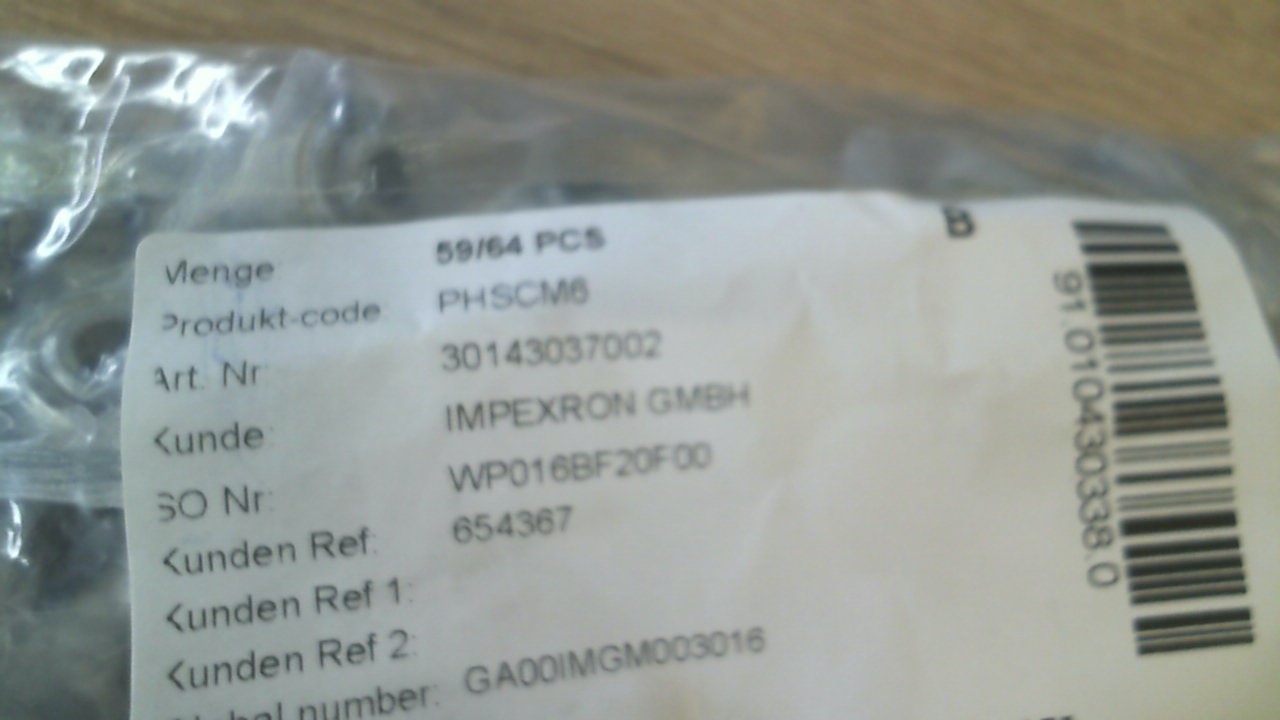 Menge 59/64 PCS
Produkt-code PHSCM6
Art. Nr 30143037002
Kunde IMPEXRON GMBH
SO Nr: WP016BF20F00
Kunden Ref: 654367
Kunden Ref 1:
Kunden Ref 2:
number: GA00IMGM003016
91.010430338.0